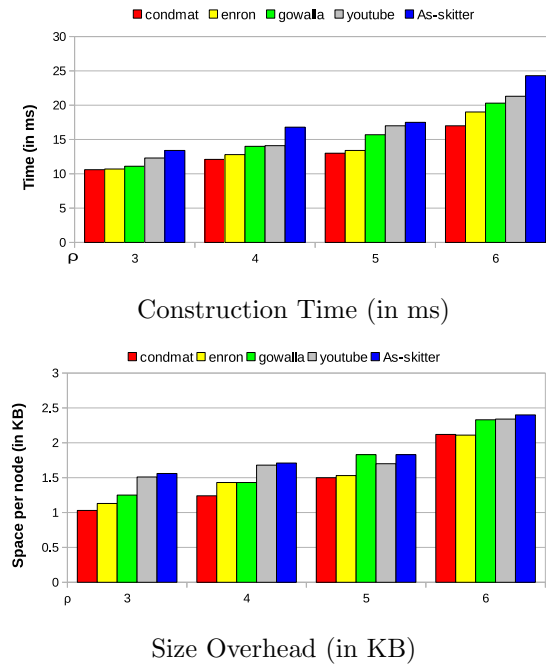 condmat enron gowalla youtube As-skitter
30
25
20
15
10
5
0
Time (in ms)
ρ 3 4 5 6
Construction Time (in ms)
condmat enron gowalla youtube As-skitter
3
2.5
2
1.5
1
0.5
0
Space per node (in KB)
ρ 3 4 5 6
Size Overhead (in KB)